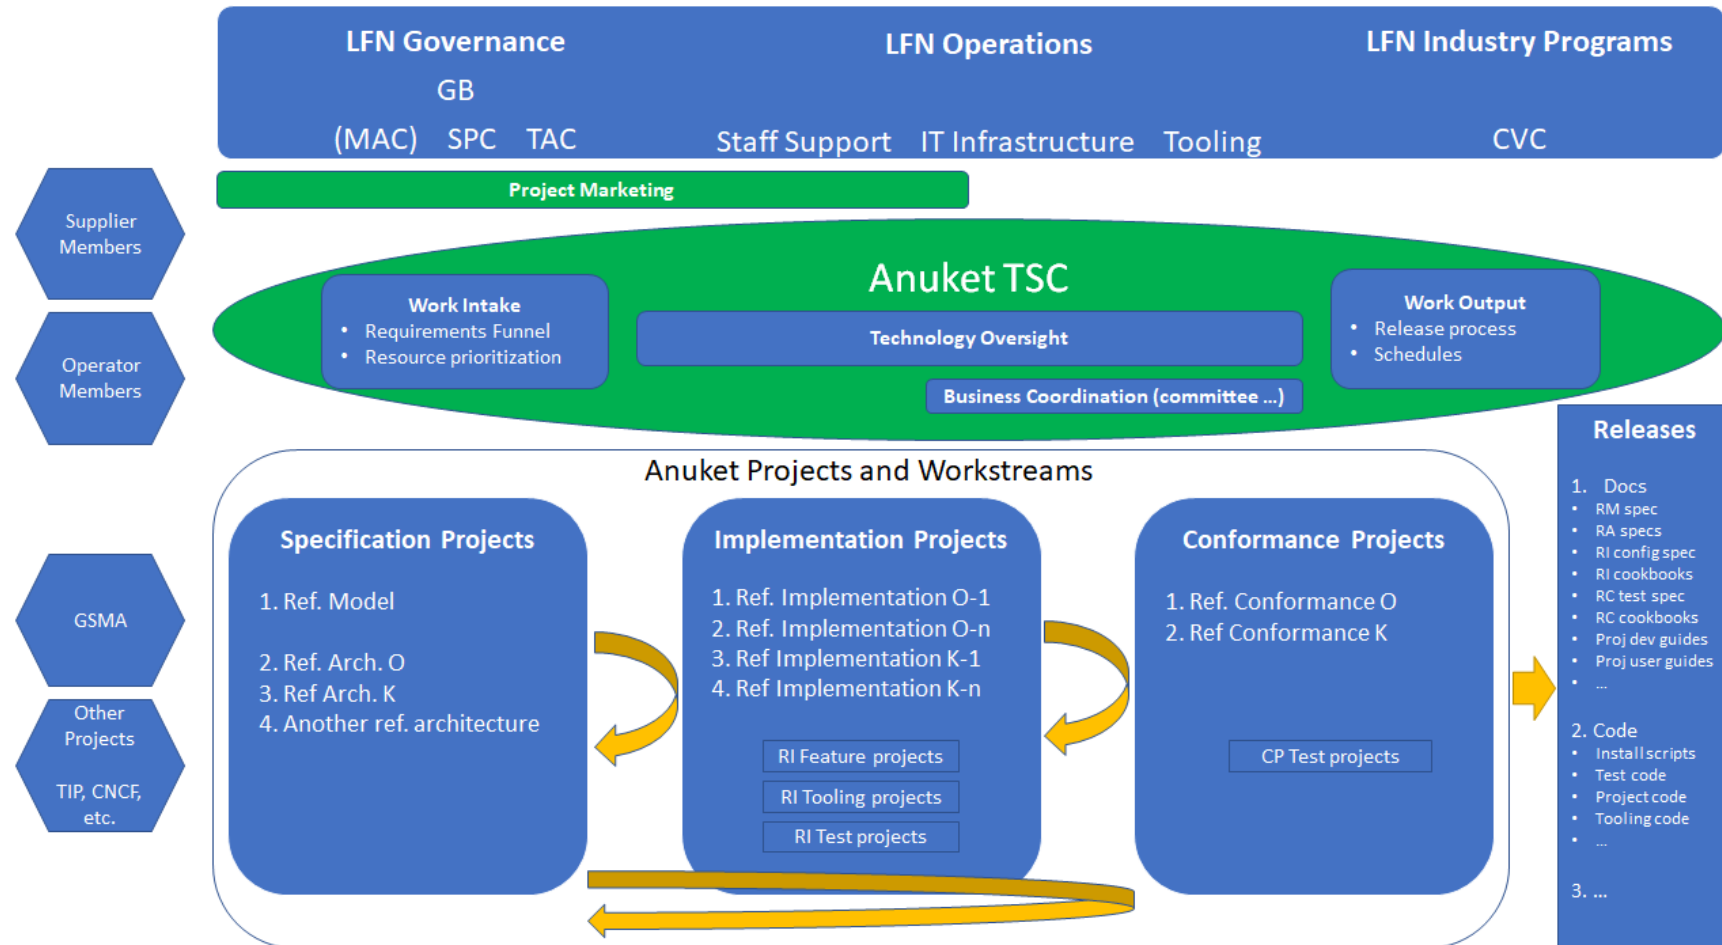 LFN Governance
LFN Operations
LFN Industry Programs
GB
(MAC) SPC TAC
Staff Support IT Infrastructure Tooling
CVC
Project Marketing
Supplier
Members
Operator
Members
GSMA
Other
Projects
TIP, CNCF,
etc.
Anuket TSC
Work Intake
• Requirements Funnel
• Resource prioritization
Technology Oversight
Business Coordination (committee ...)
Work Output
• Release process
• Schedules
Anuket Projects and Workstreams
Specification Projects
1. Ref. Model
2. Ref. Arch. O
3. Ref Arch. K
4. Another ref. architecture
Implementation Projects
1. Ref. Implementation O-1
2. Ref. Implementation O-n
3. Ref Implementation K-1
4. Ref Implementation K-n
RI Feature projects
RI Tooling projects
RI Test projects
Conformance Projects
1. Ref. Conformance O
2. Ref Conformance K
CP Test projects
Releases
1. Docs
• RM spec
• RA specs
• RI config spec
• RI cookbooks
• RC test spec
• RC cookbooks
• Proj dev guides
• Proj user guides
• ...
2. Code
• Install scripts
• Test code
• Project code
• Tooling code
• ...
3. ...